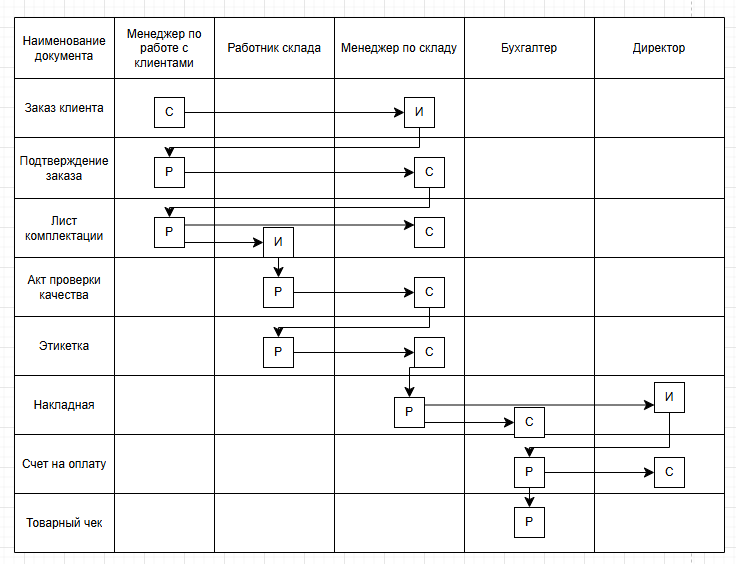 Наименование
документа
Менеджер по
работе с
клиентами
Работник склада
Менеджер по складу
Бухгалтер
Директор
Заказ клиента
С
И
Подтверждение
заказа
Р
С
Лист
комплектации
Р
И
С
Акт проверки
качества
Р
С
Этикетка
Р
С
Накладная
Р
С
И
Счет на оплату
Р
С
Товарный чек
Р